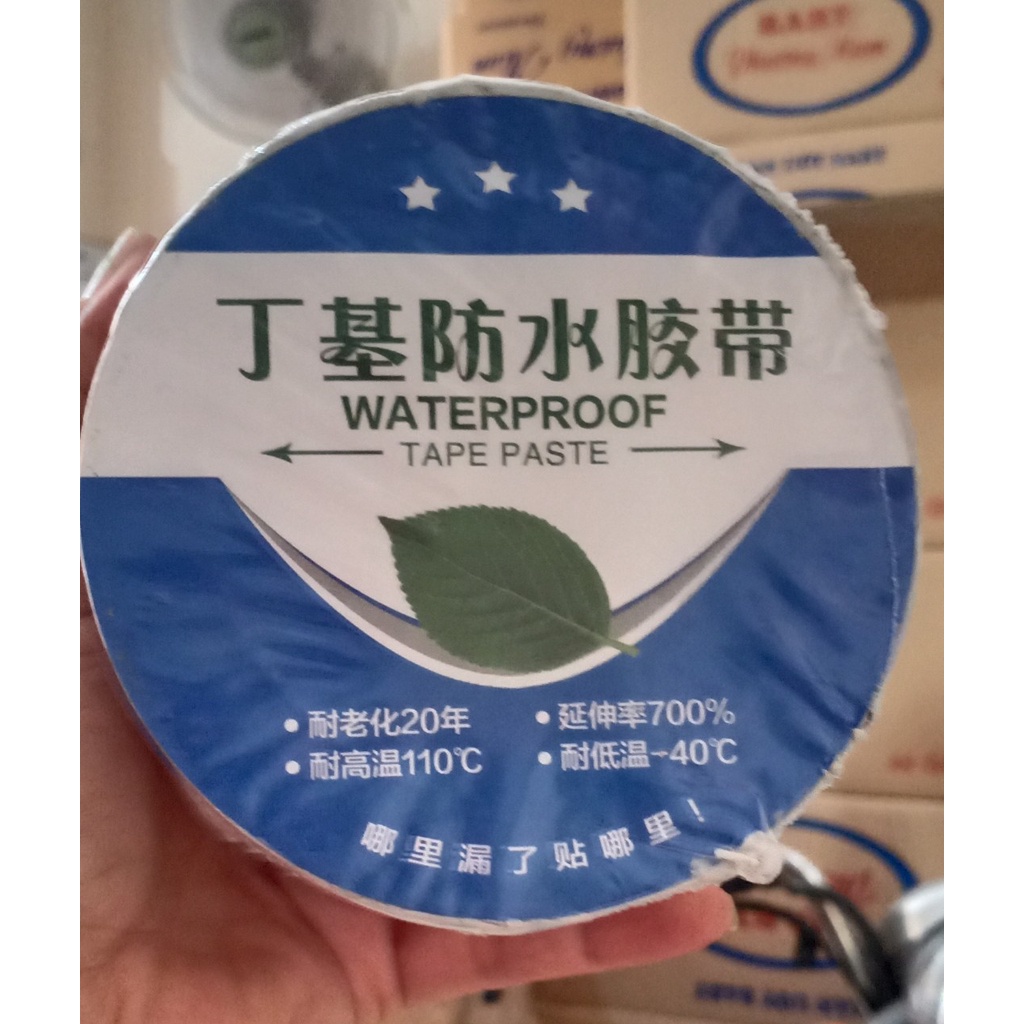 BABY
丁基防水胶带
WATERPROOF
TAPE PASTE
• 耐老化20年
• 延伸率700%
• 耐高温110℃
• 耐低温-40℃
哪里漏了贴哪里！